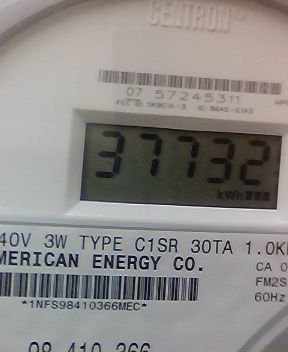 CENTRON
07 57245311
37732
kWh
40V 3W TYPE C1SR 30TA 1.0K
MERICAN ENERGY CO.
CA 0
FM2S
60Hz
*1NFS98410366MEC*
98 410 366